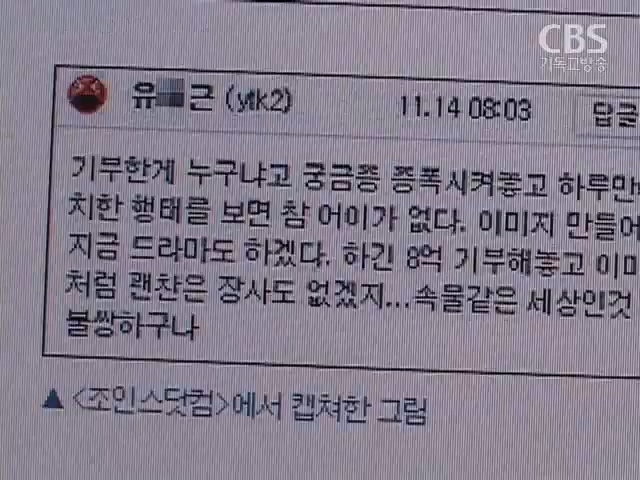 CBS
기독교방송
유 근 (ytk2) 11.14 08:03 답글
기부한게 누구냐고 궁금증 증폭시켜놓고 하루만
치한 행태를 보면 참 어이가 없다. 이미지 만들어
지금 드라마도 하겠다. 하긴 8억 기부해놓고 이미
처럼 괜찮은 장사도 없겠지...속물같은 세상인것
불쌍하구나
▲ <조인스닷컴>에서 캡쳐한 그림